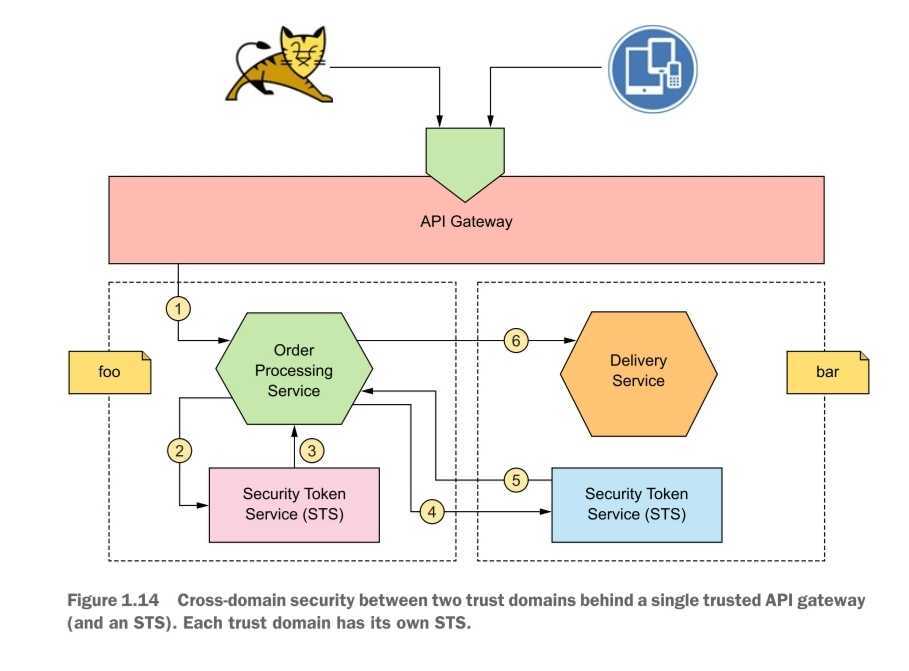 API Gateway
1
Order
Processing
Service
6
Delivery
Service
foo
bar
2
3
Security Token
Service (STS)
5
4
Security Token
Service (STS)
Figure 1.14 Cross-domain security between two trust domains behind a single trusted API gateway
(and an STS). Each trust domain has its own STS.